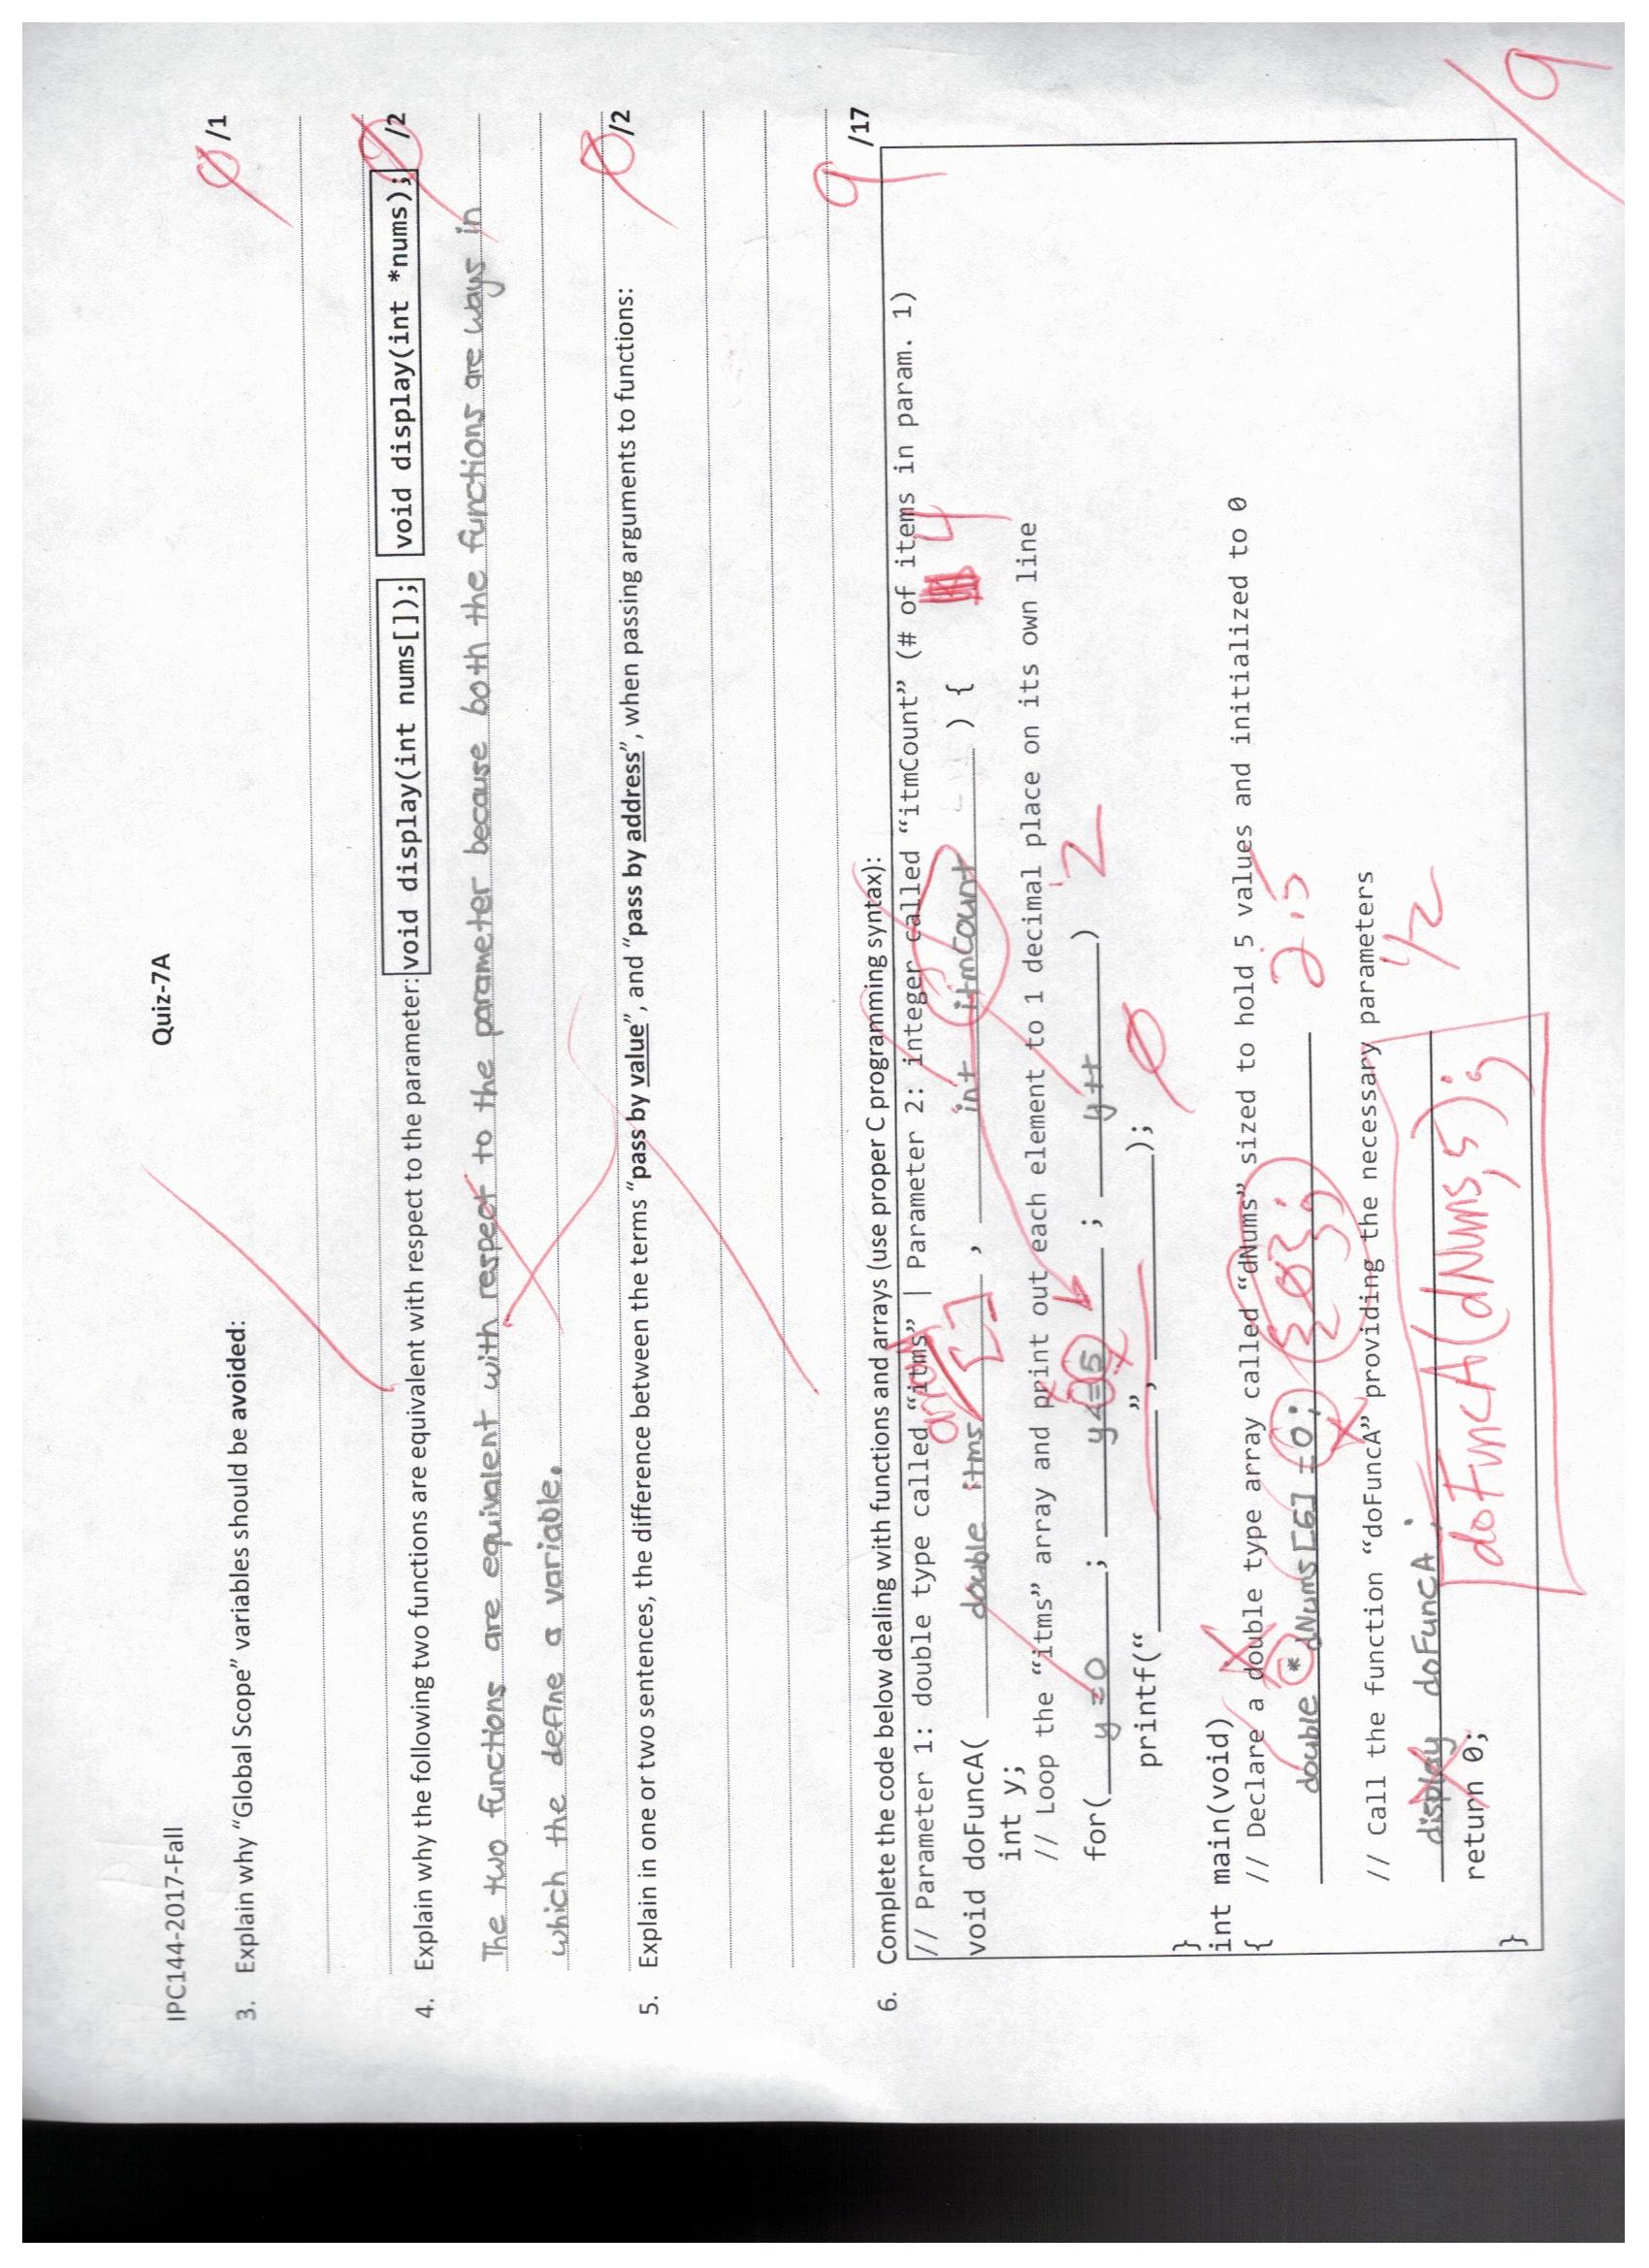 IPC144-2017-Fall
Quiz-7A
3. Explain why “Global Scope” variables should be avoided:
0 /1
4. Explain why the following two functions are equivalent with respect to the parameter: void display(int nums[]); void display(int *nums);
0 /2
The two functions are equivalent with respect to the parameter because both the functions are ways in
which the define a variable.
5. Explain in one or two sentences, the difference between the terms “pass by value”, and “pass by address”, when passing arguments to functions:
0 /2
6. Complete the code below dealing with functions and arrays (use proper C programming syntax):
9 /17
// Parameter 1: double type called “itms” | Parameter 2: integer called “itmCount” (# of items in param. 1)
array
void doFuncA( double itms [] , int itmCount ) { 4
int y;
// Loop the “itms” array and print out each element to 1 decimal place on its own line
for( y=0 ; y<=5 ; y++ ) 2
printf(“ ”, ); 0
}
int main(void)
{ // Declare a double type array called “dNums” sized to hold 5 values and initialized to 0
double * dNums[6] = 0; {0}; 2.5
// Call the function “doFuncA” providing the necessary parameters
display doFuncA ; 1/2
doFuncA(dNums,5);
return 0;
}
9